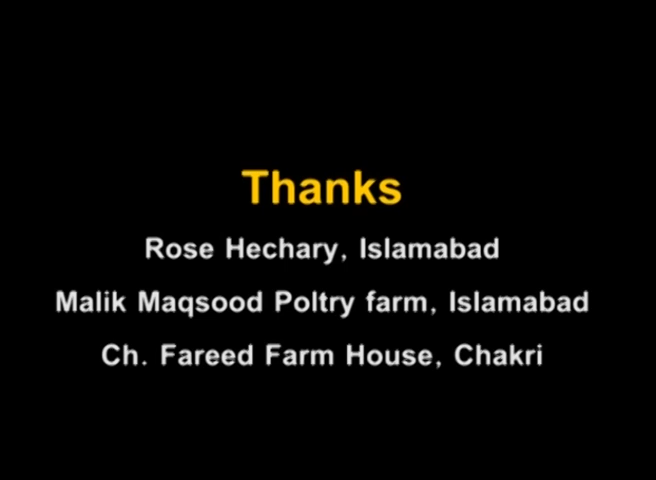 Thanks
Rose Hechary, Islamabad
Malik Maqsood Poltry farm, Islamabad
Ch. Fareed Farm House, Chakri